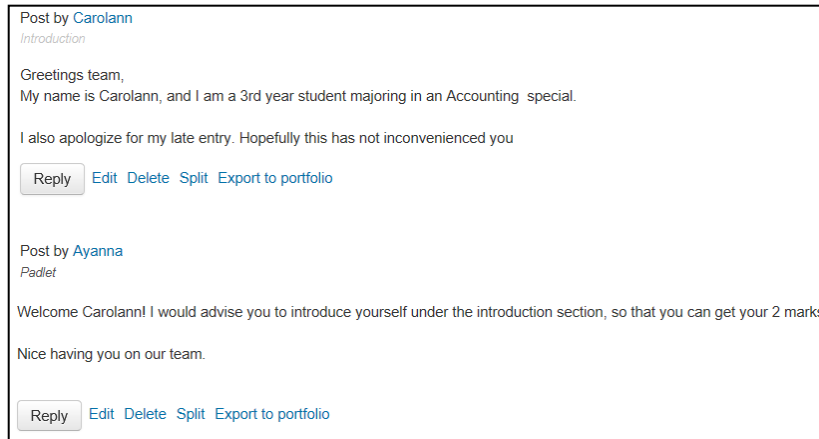 Post by Carolann
Introduction
Greetings team,
My name is Carolann, and I am a 3rd year student majoring in an Accounting special.
I also apologize for my late entry. Hopefully this has not inconvenienced you
Reply Edit Delete Split Export to portfolio
Post by Ayanna
Padlet
Welcome Carolann! I would advise you to introduce yourself under the introduction section, so that you can get your 2 marks
Nice having you on our team.
Reply Edit Delete Split Export to portfolio